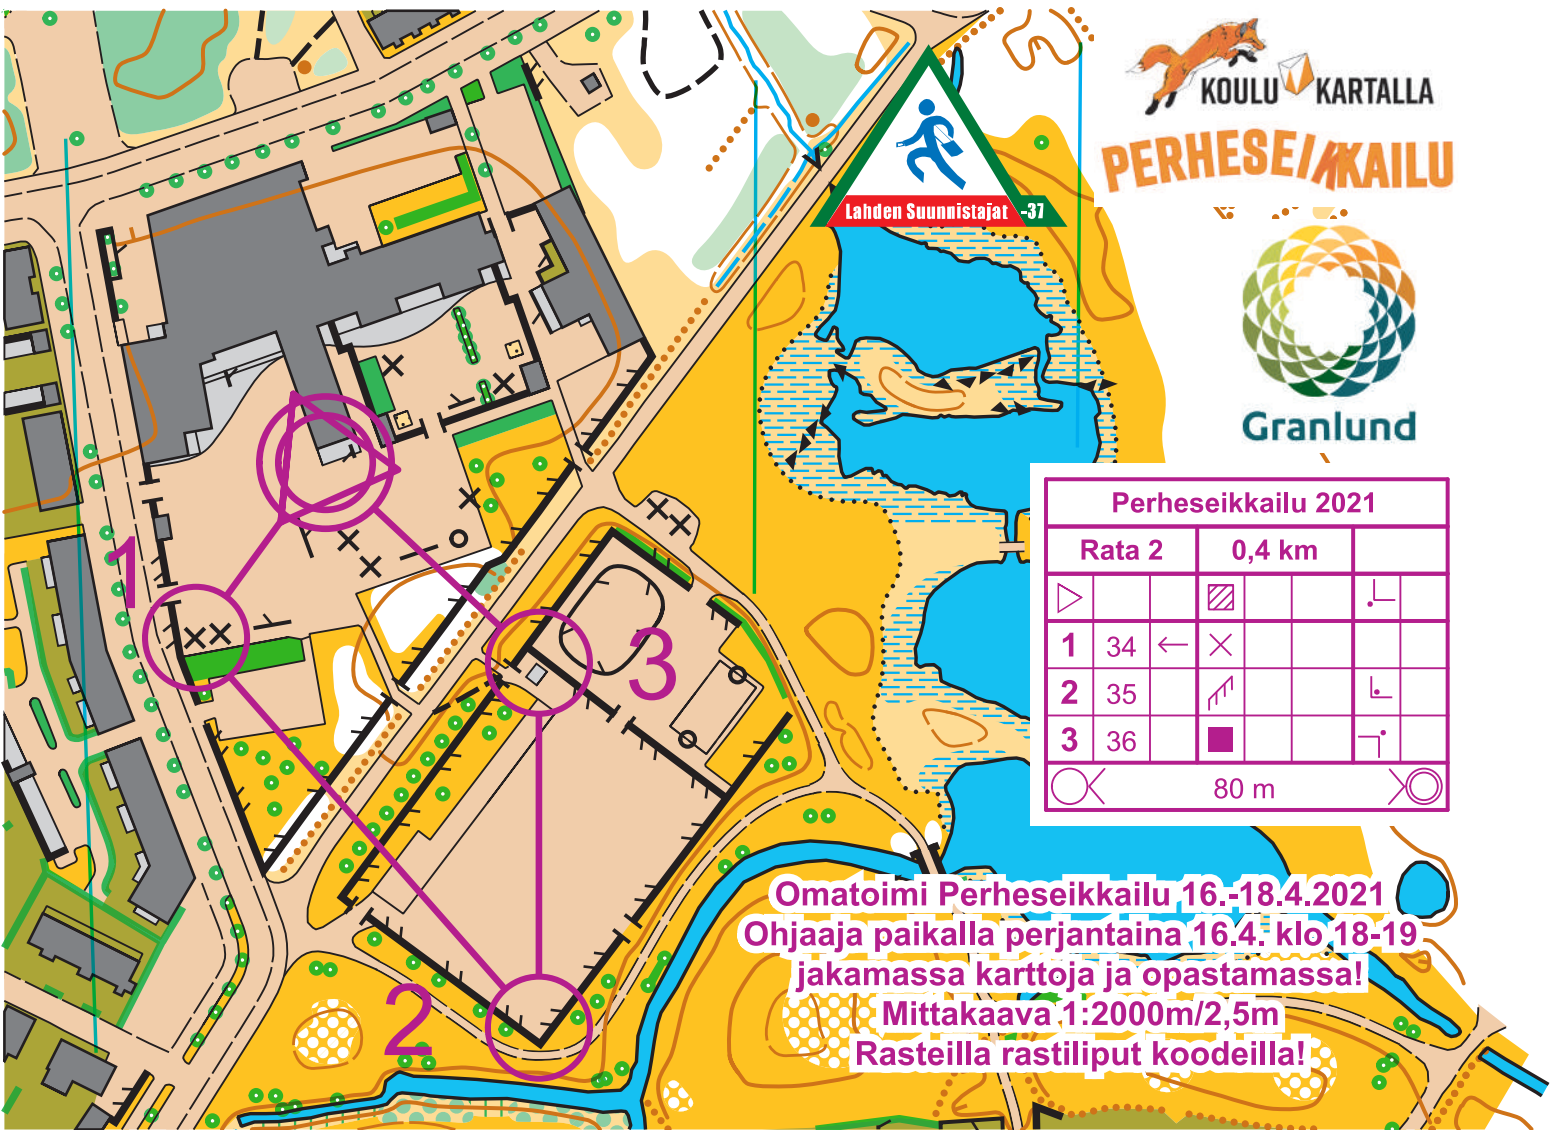 KOULU KARTALLA
PERHESEIKKAILU
Lahden Suunnistajat -37
Granlund
Perheseikkailu 2021
Rata 2 0,4 km
1 34
2 35
3 36
80 m
1
3
2
Omatoimi Perheseikkailu 16.-18.4.2021
Ohjaaja paikalla perjantaina 16.4. klo 18-19
jakamassa karttoja ja opastamassa!
Mittakaava 1:2000m/2,5m
Rasteilla rastiliput koodeilla!